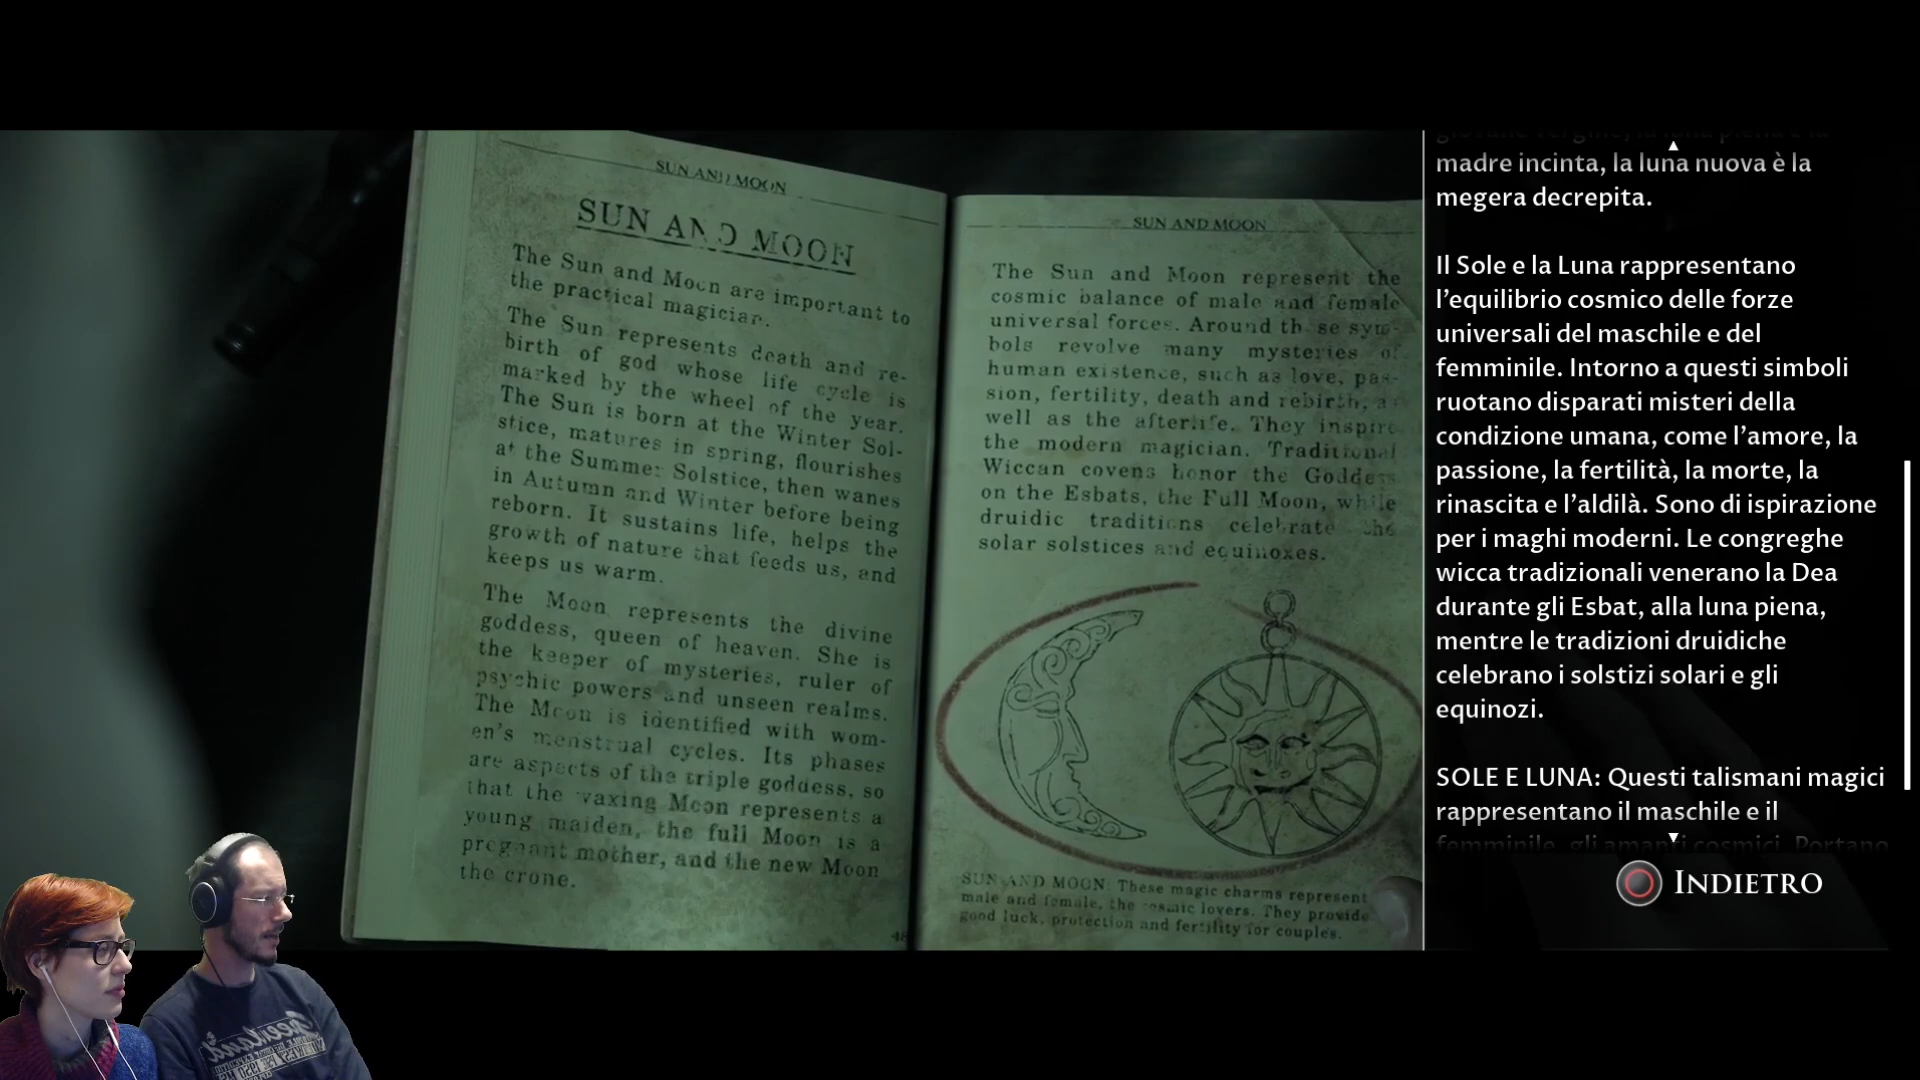 SUN AND MOON
SUN AND MOON
The Sun and Moon are important to
the practical magician.
The Sun represents death and re-
birth of god whose life cycle is
marked by the wheel of the year.
The Sun is born at the Winter Sol-
stice, matures in spring, flourishes
at the Summer Solstice, then wanes
in Autumn and Winter before being
reborn. It sustains life, helps the
growth of nature that feeds us, and
keeps us warm.
The Moon represents the divine
goddess, queen of heaven. She is
the keeper of mysteries, ruler of
psychic powers and unseen realms.
The Moon is identified with wom-
en's menstrual cycles. Its phases
are aspects of the triple goddess, so
that the waxing Moon represents a
young maiden, the full Moon is a
pregnant mother, and the new Moon
the crone.
SUN AND MOON
The Sun and Moon represent the
cosmic balance of male and female
universal forces. Around these sym-
bols revolve many mysteries of
human existence, such as love, pas-
sion, fertility, death and rebirth, as
well as the afterlife. They inspire
the modern magician. Traditional
Wiccan covens honor the Goddess
on the Esbats, the Full Moon, while
druidic traditions celebrate the
solar solstices and equinoxes.
SUN AND MOON: These magic charms represent
male and female, the cosmic lovers. They provide
good luck, protection and fertility for couples.
madre incinta, la luna nuova è la
megera decrepita.
Il Sole e la Luna rappresentano
l'equilibrio cosmico delle forze
universali del maschile e del
femminile. Intorno a questi simboli
ruotano disparati misteri della
condizione umana, come l'amore, la
passione, la fertilità, la morte, la
rinascita e l'aldilà. Sono di ispirazione
per i maghi moderni. Le congreghe
wicca tradizionali venerano la Dea
durante gli Esbat, alla luna piena,
mentre le tradizioni druidiche
celebrano i solstizi solari e gli
equinozi.
SOLE E LUNA: Questi talismani magici
rappresentano il maschile e il
femminile, gli amanti cosmici. Portano
INDIETRO